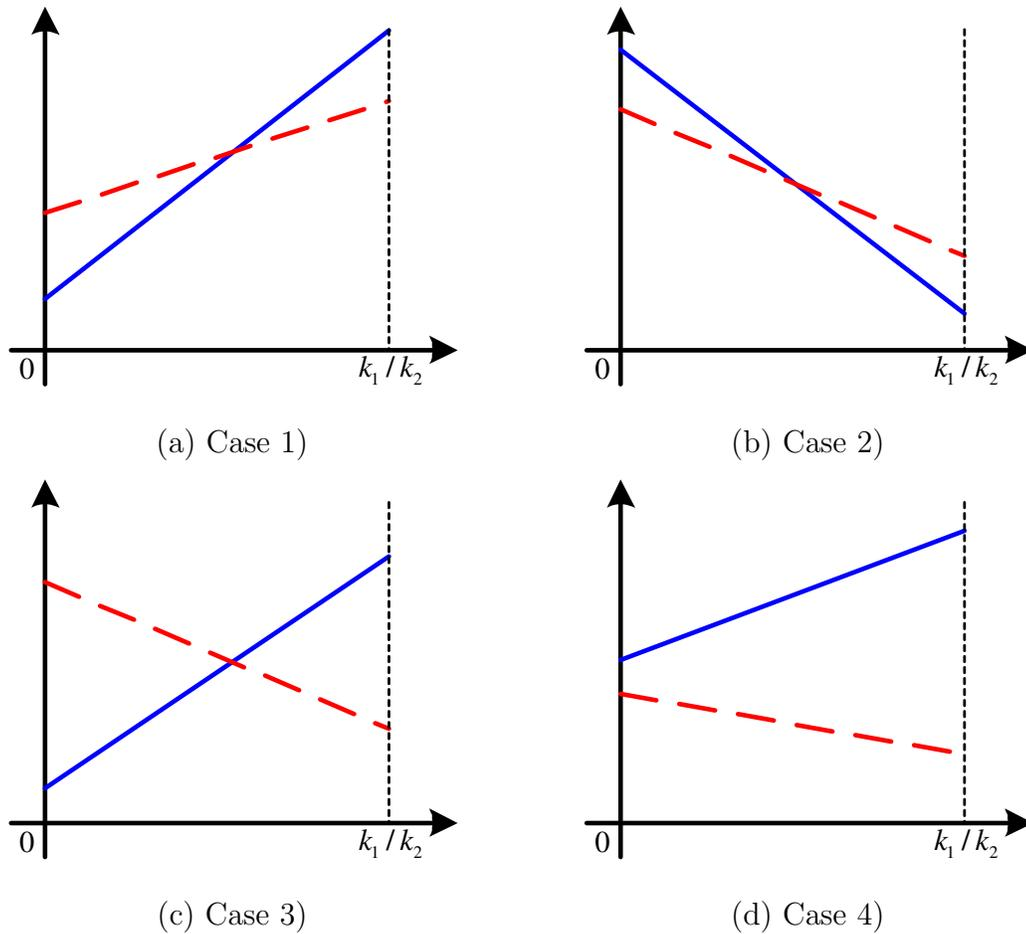 0 k₁/k₂ 0 k₁/k₂
(a) Case 1) (b) Case 2)
0 k₁/k₂ 0 k₁/k₂
(c) Case 3) (d) Case 4)